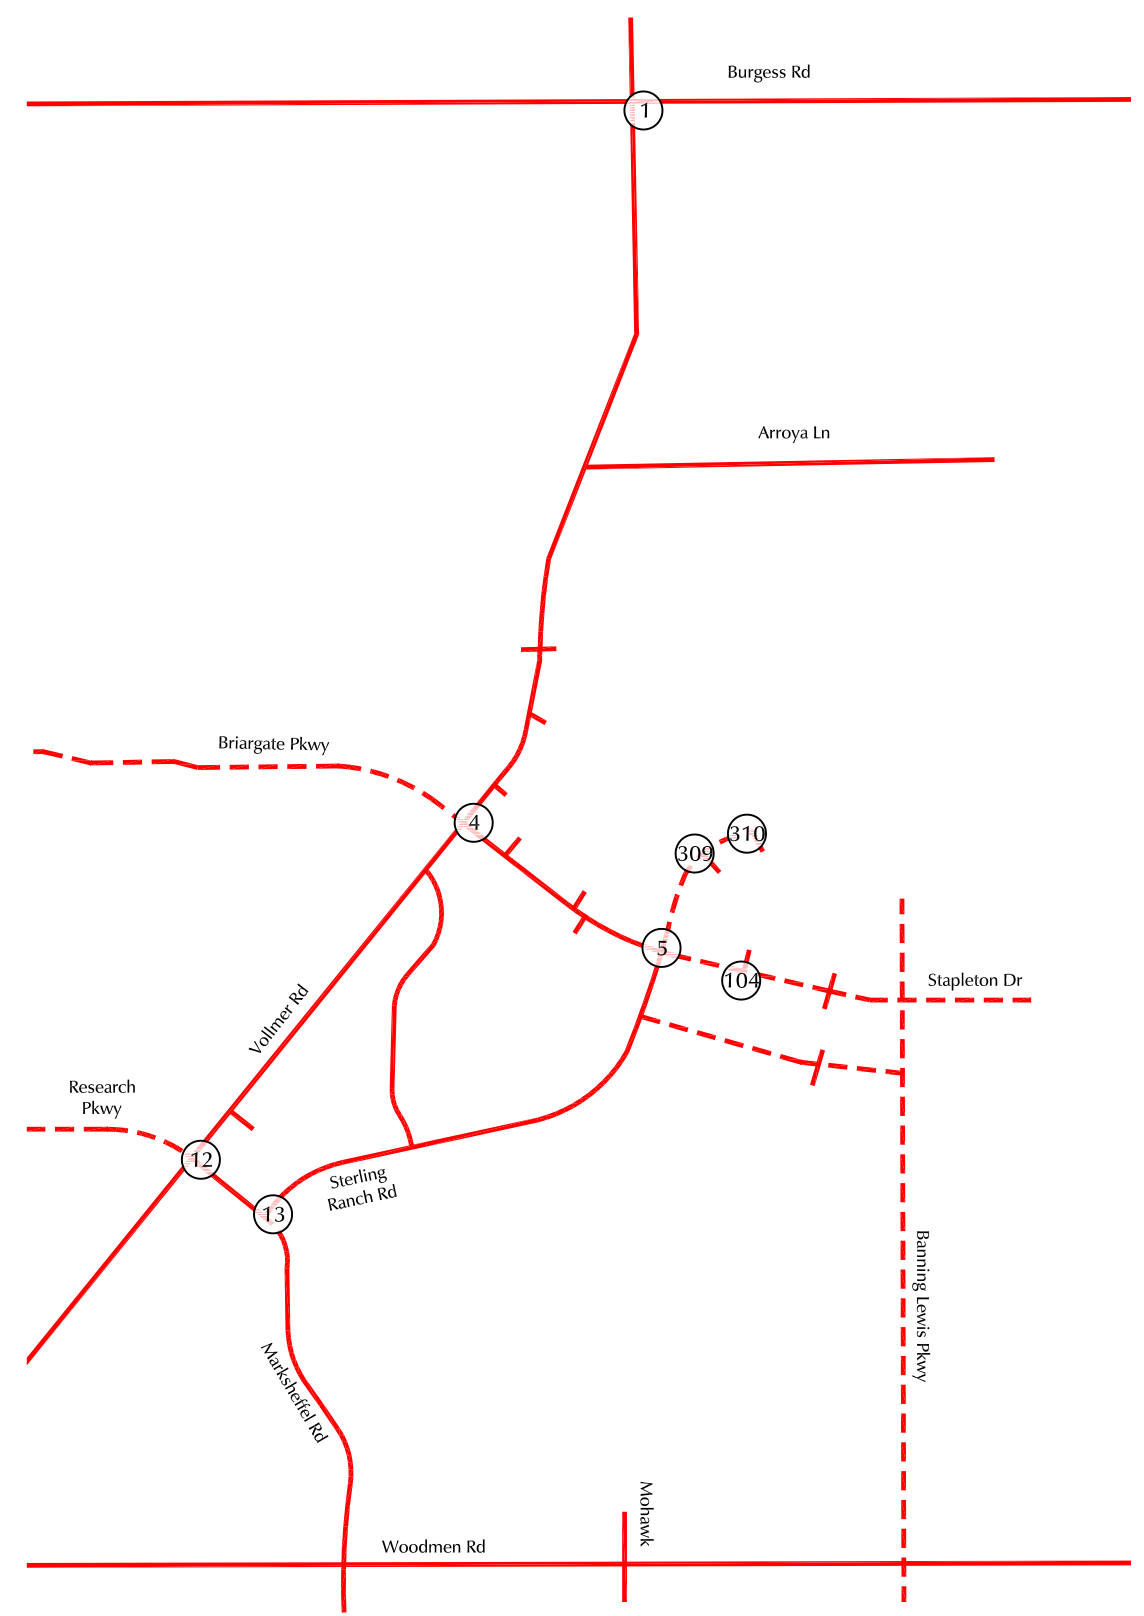 Burgess Rd
1
Arroya Ln
Briargate Pkwy
4
310
309
5
104
Stapleton Dr
Vollmer Rd
Research
Pkwy
12
Sterling
Ranch Rd
13
Banning Lewis Pkwy
Marksheffel Rd
Mohawk
Woodmen Rd